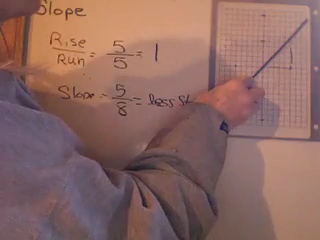 Slope
Rise/Run = 5/5 = 1
Slope - 5/8 = less